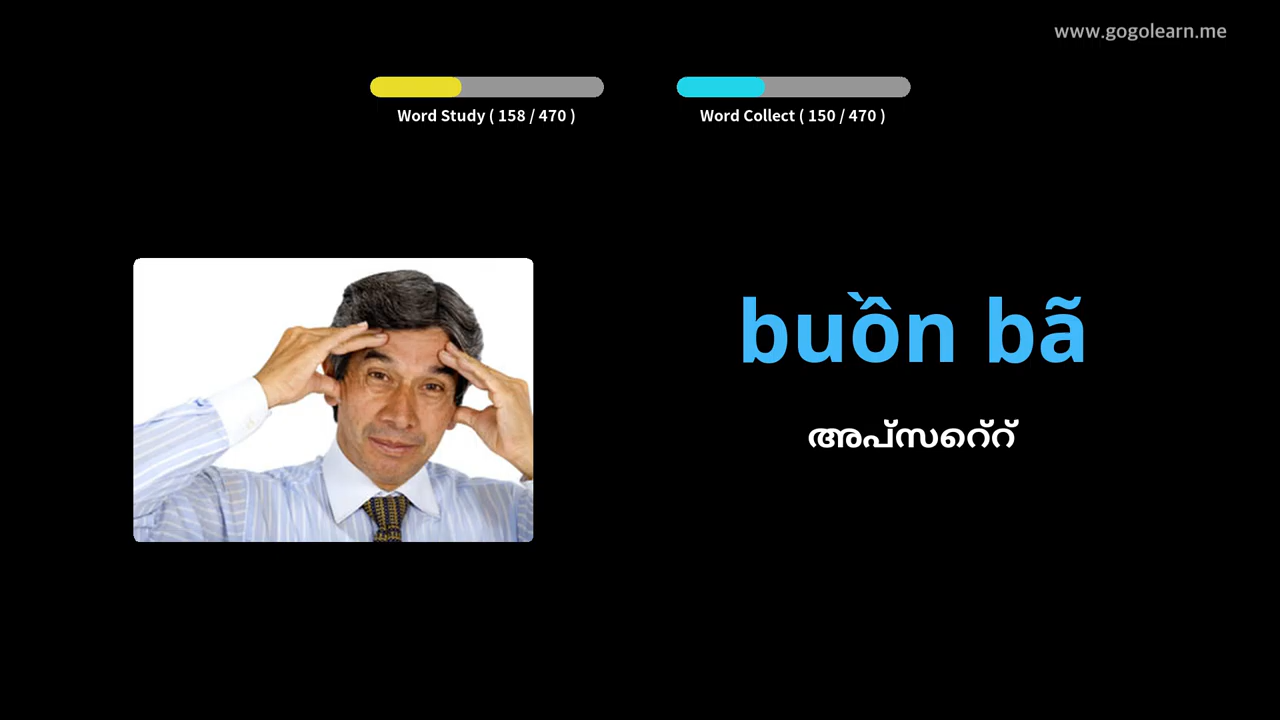 www.gogolearn.me
Word Study ( 158 / 470 )
Word Collect ( 150 / 470 )
buồn bã
അപ്സറ്റെ്